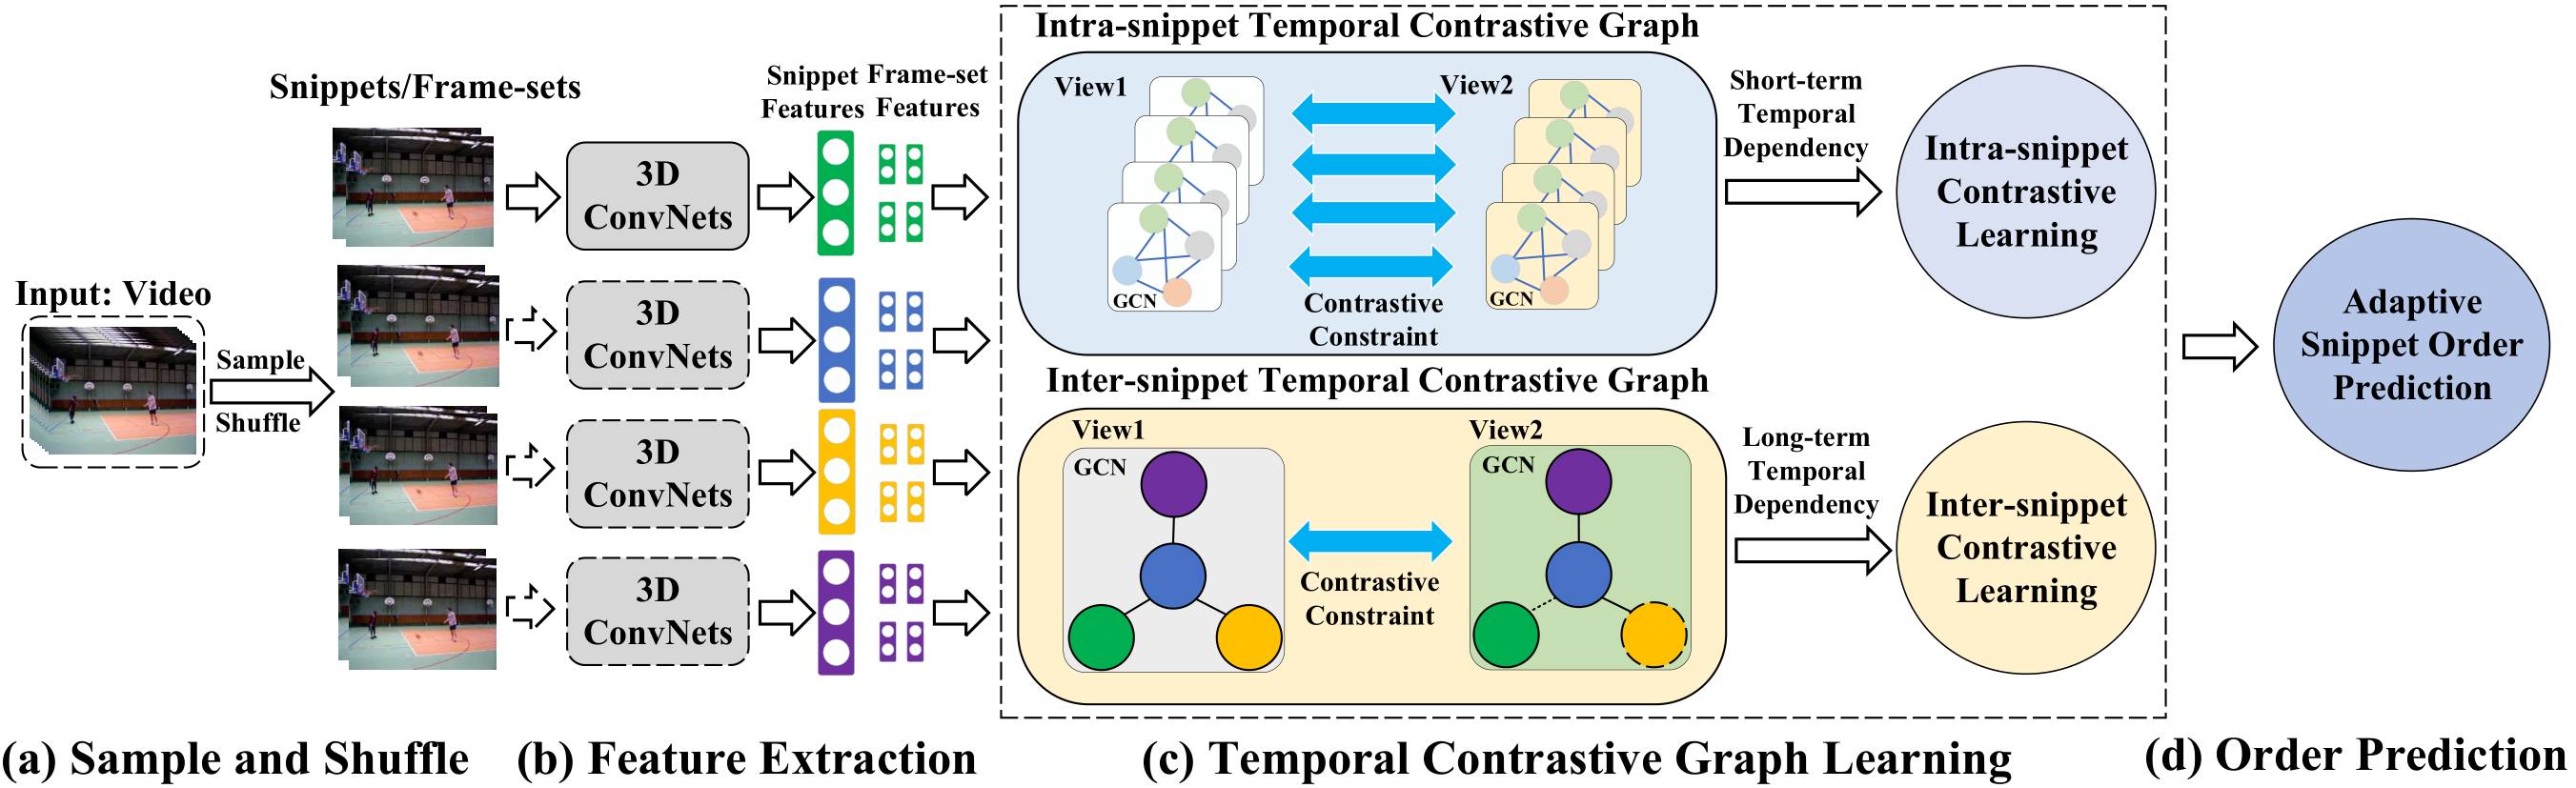 Input: Video
Sample
Shuffle
Snippets/Frame-sets
3D
ConvNets
3D
ConvNets
3D
ConvNets
3D
ConvNets
Snippet
Features
Frame-set
Features
Intra-snippet Temporal Contrastive Graph
View1
GCN
Contrastive
Constraint
View2
GCN
Short-term
Temporal
Dependency
Intra-snippet
Contrastive
Learning
Inter-snippet Temporal Contrastive Graph
View1
GCN
Contrastive
Constraint
View2
GCN
Long-term
Temporal
Dependency
Inter-snippet
Contrastive
Learning
Adaptive
Snippet Order
Prediction
(a) Sample and Shuffle
(b) Feature Extraction
(c) Temporal Contrastive Graph Learning
(d) Order Prediction